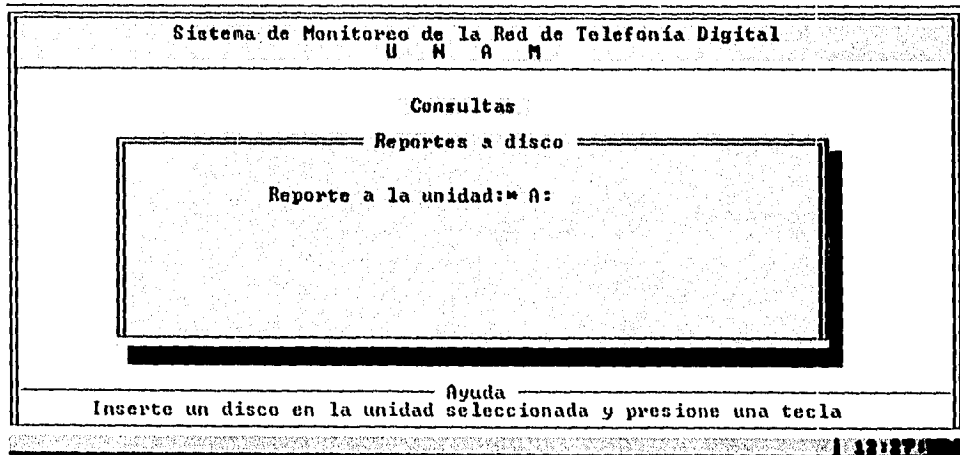 Sistema de Monitoreo de la Red de Telefonía Digital
U N A M
Consultas
Reportes a disco
Reporte a la unidad:* A:
Ayuda
Inserte un disco en la unidad seleccionada y presione una tecla